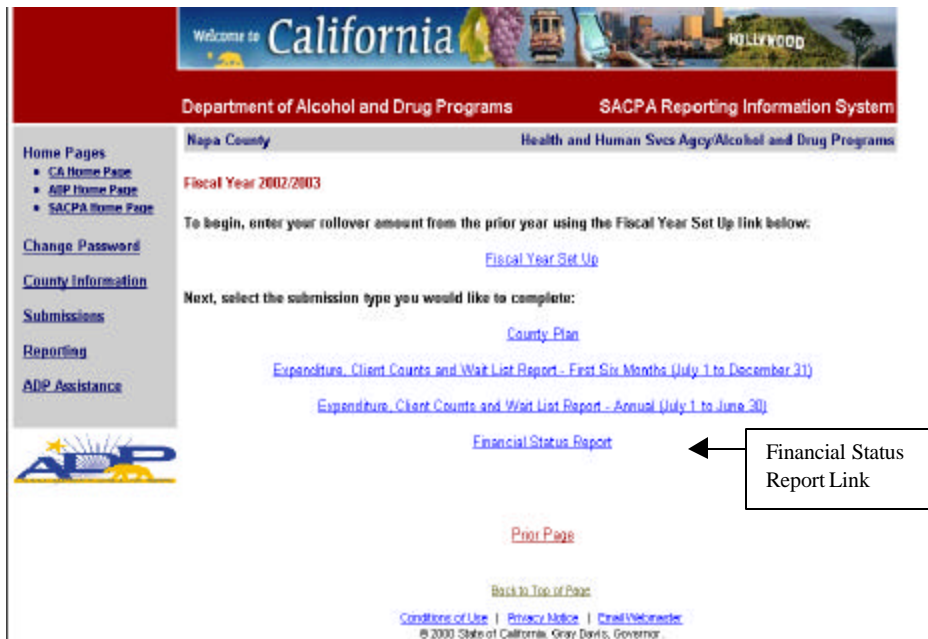 Welcome to California
HOLLYWOOD
Department of Alcohol and Drug Programs SACPA Reporting Information System
Napa County Health and Human Svcs Agcy/Alcohol and Drug Programs
Home Pages
CA Home Page
ADP Home Page
SACPA Home Page
Change Password
County Information
Submissions
Reporting
ADP Assistance
ADP
Fiscal Year 2002/2003
To begin, enter your rollover amount from the prior year using the Fiscal Year Set Up link below:
Fiscal Year Set Up
Next, select the submission type you would like to complete:
County Plan
Expenditure, Client Counts and Wait List Report - First Six Months (July 1 to December 31)
Expenditure, Client Counts and Wait List Report - Annual (July 1 to June 30)
Financial Status Report
Financial Status
Report Link
Prior Page
Back to Top of Page
Conditions of Use | Privacy Notice | Email Webmaster
© 2000 State of California. Gray Davis, Governor.